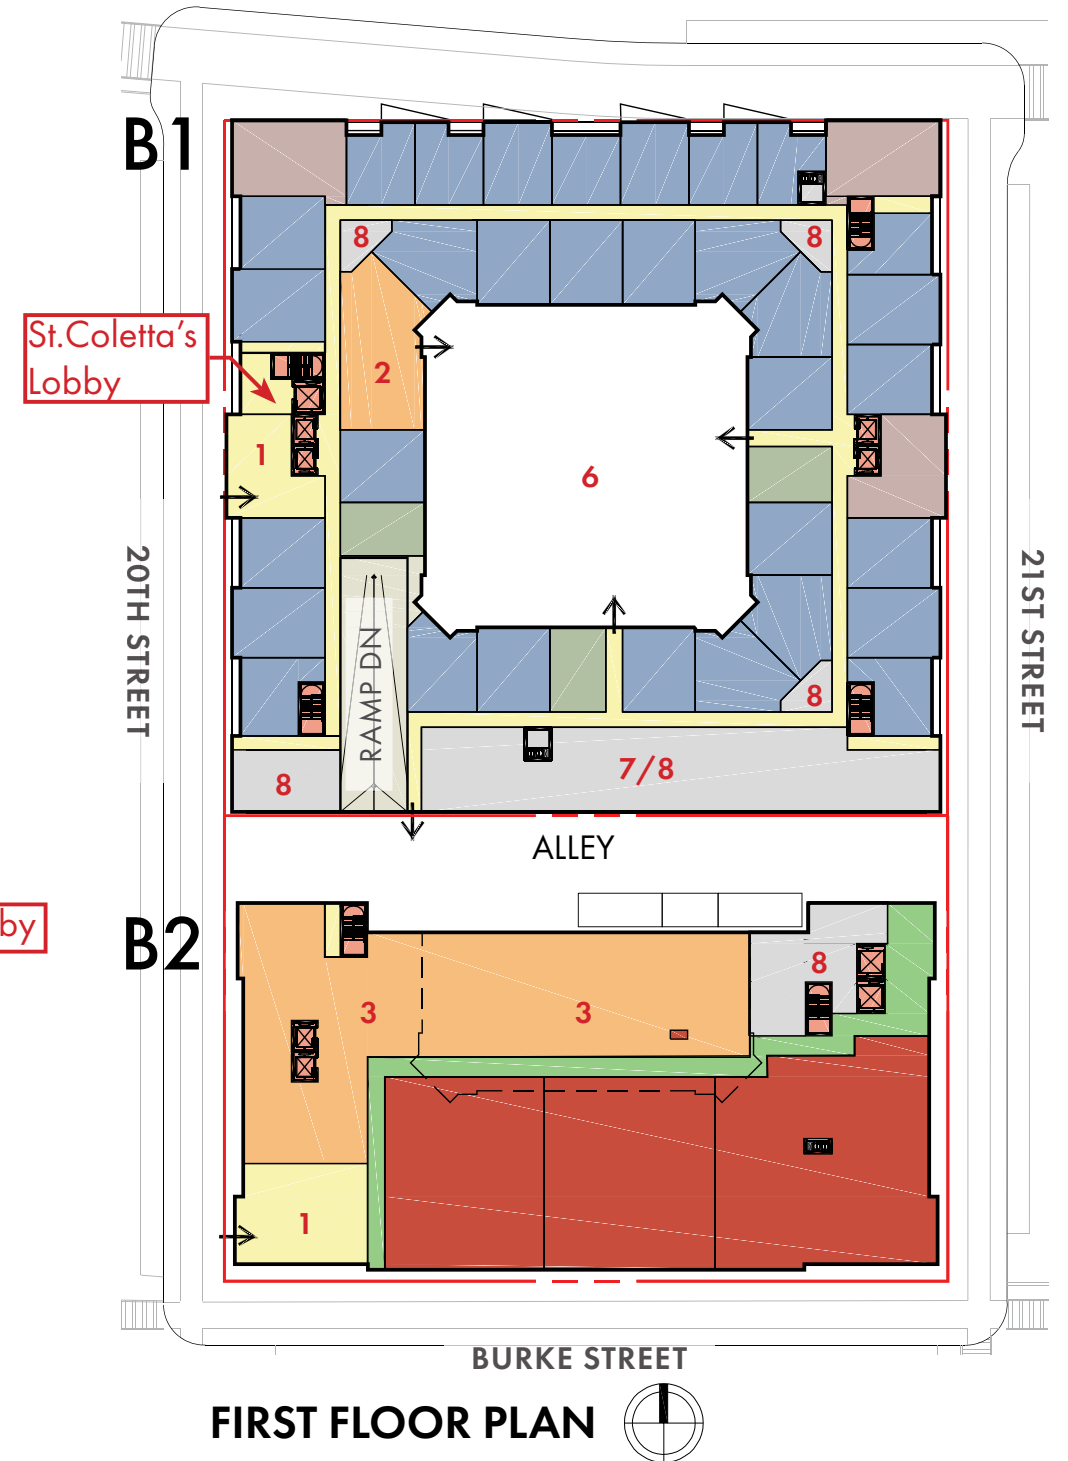 B1
8
8
St.Coletta's
Lobby
2
1
6
20TH STREET
21ST STREET
RAMP DN
8
7/8
8
ALLEY
by
B2
8
3
3
1
BURKE STREET
FIRST FLOOR PLAN